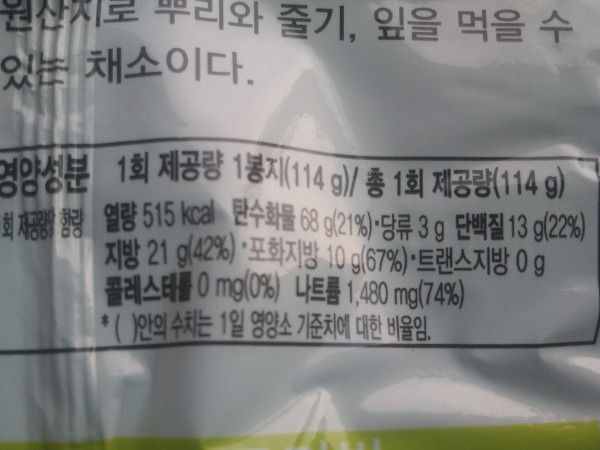 원산지로 뿌리와 줄기, 잎을 먹을 수
있는 채소이다.
영양성분 1회 제공량 1봉지(114 g)/ 총 1회 제공량(114 g)
1회 제공량당 함량 열량 515 kcal 탄수화물 68 g(21%)·당류 3 g 단백질 13 g(22%)
지방 21 g(42%)·포화지방 10 g(67%)·트랜스지방 0 g
콜레스테롤 0 mg(0%) 나트륨 1,480 mg(74%)
* ( )안의 수치는 1일 영양소 기준치에 대한 비율임.